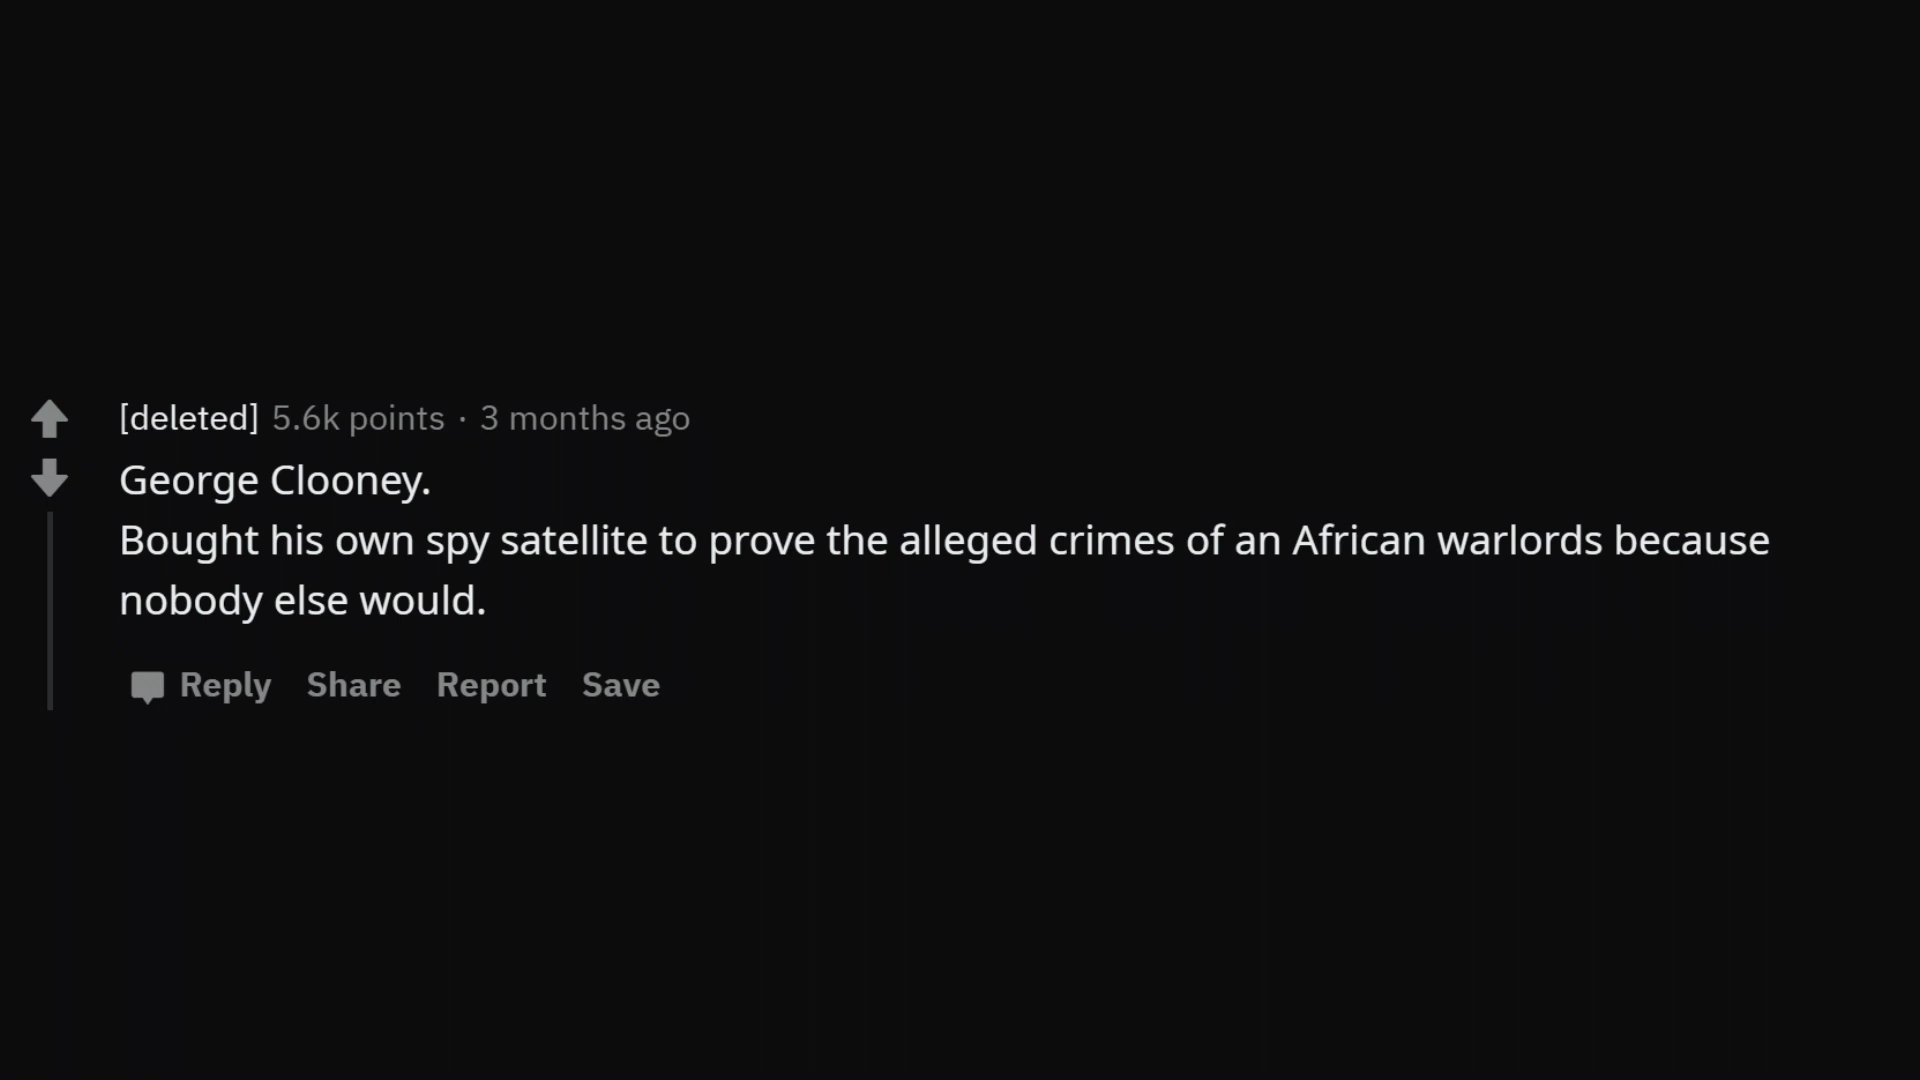 [deleted] 5.6k points · 3 months ago
George Clooney.
Bought his own spy satellite to prove the alleged crimes of an African warlords because
nobody else would.
Reply Share Report Save